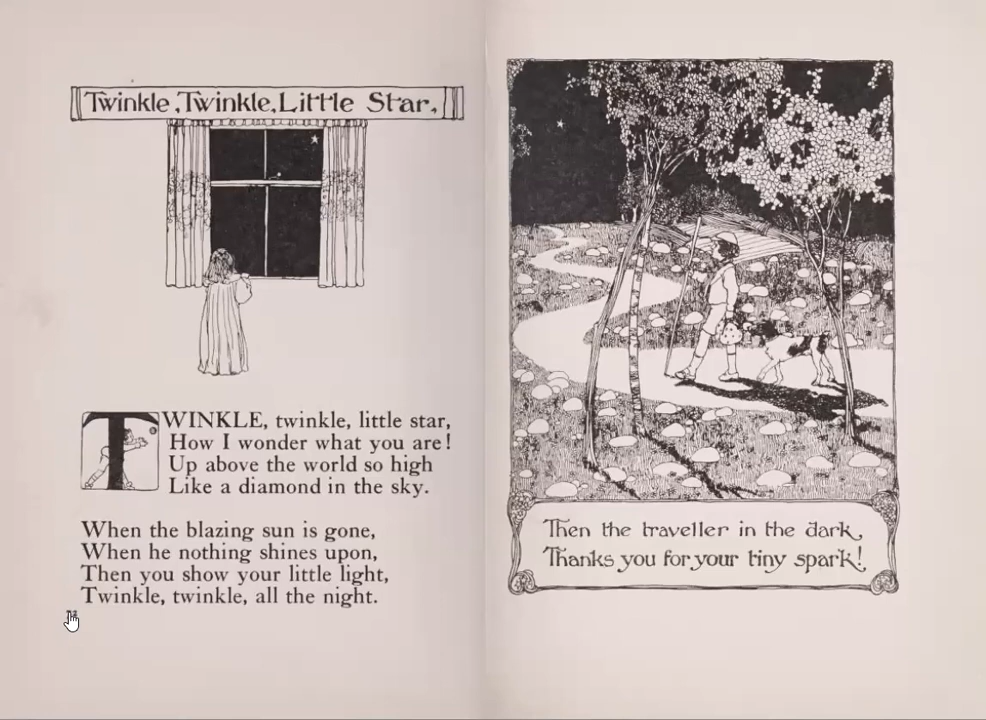 Twinkle, Twinkle, Little Star,
TWINKLE, twinkle, little star,
How I wonder what you are!
Up above the world so high
Like a diamond in the sky.
When the blazing sun is gone,
When he nothing shines upon,
Then you show your little light,
Twinkle, twinkle, all the night.
Then the traveller in the dark,
Thanks you for your tiny spark!